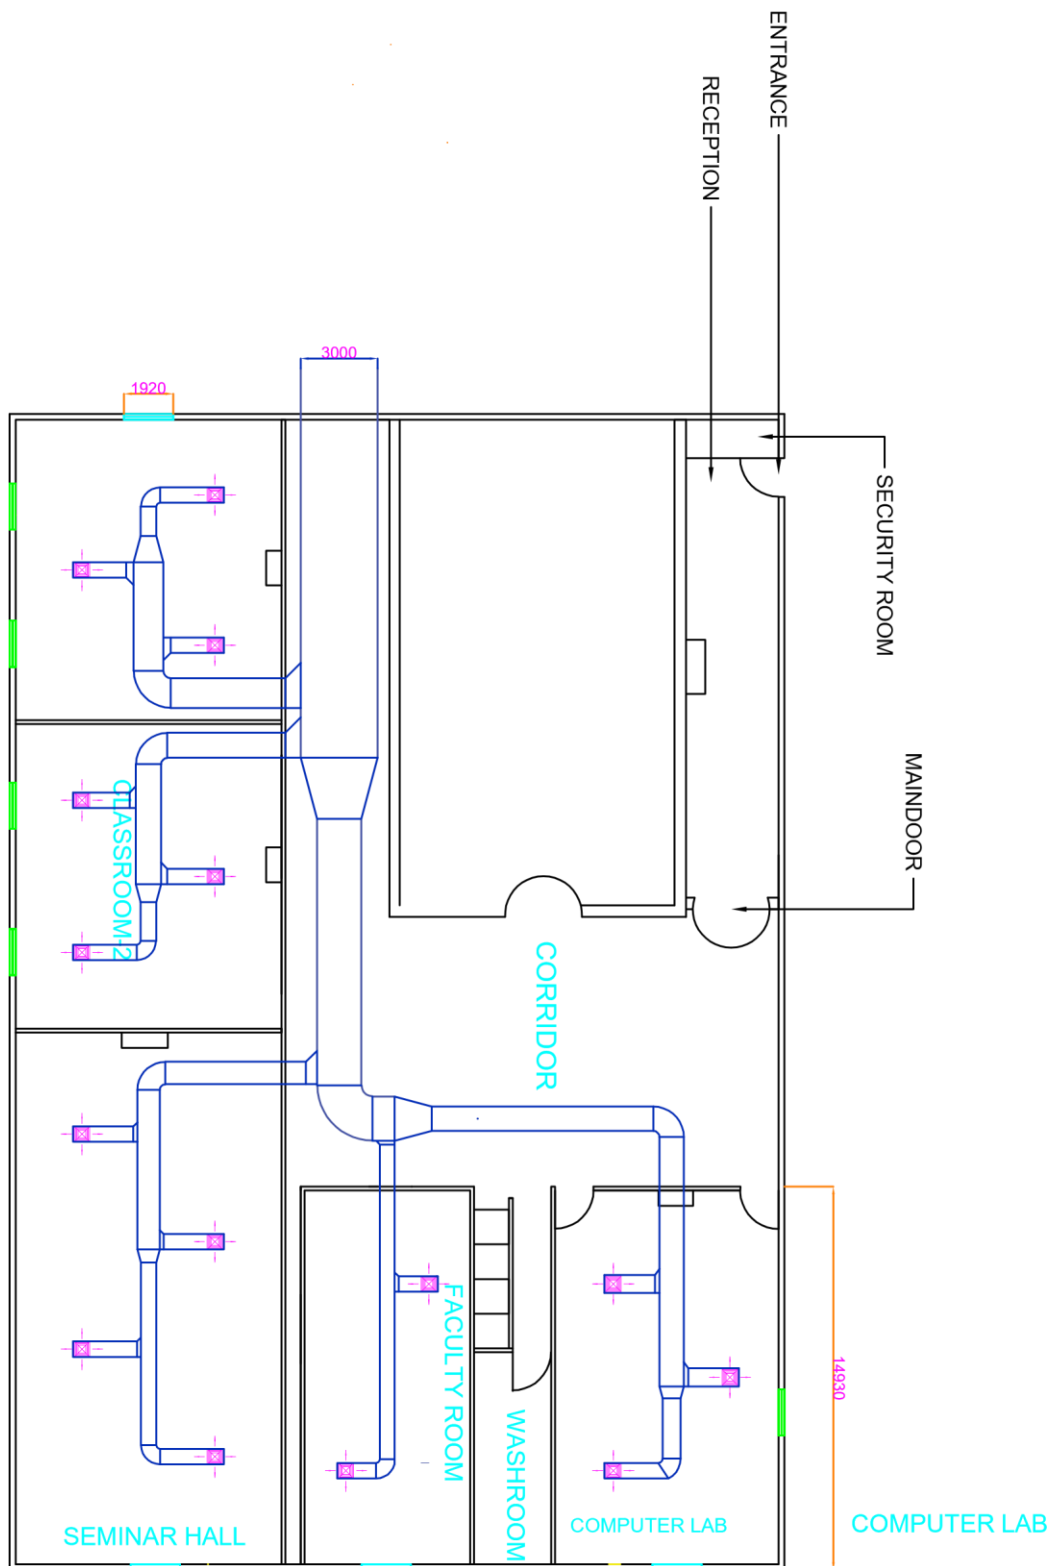 ENTRANCE
RECEPTION
3000
1920
SECURITY ROOM
MAINDOOR
CLASSROOM-2
CORRIDOR
FACULTY ROOM
14930
WASHROOM
SEMINAR HALL
COMPUTER LAB
COMPUTER LAB